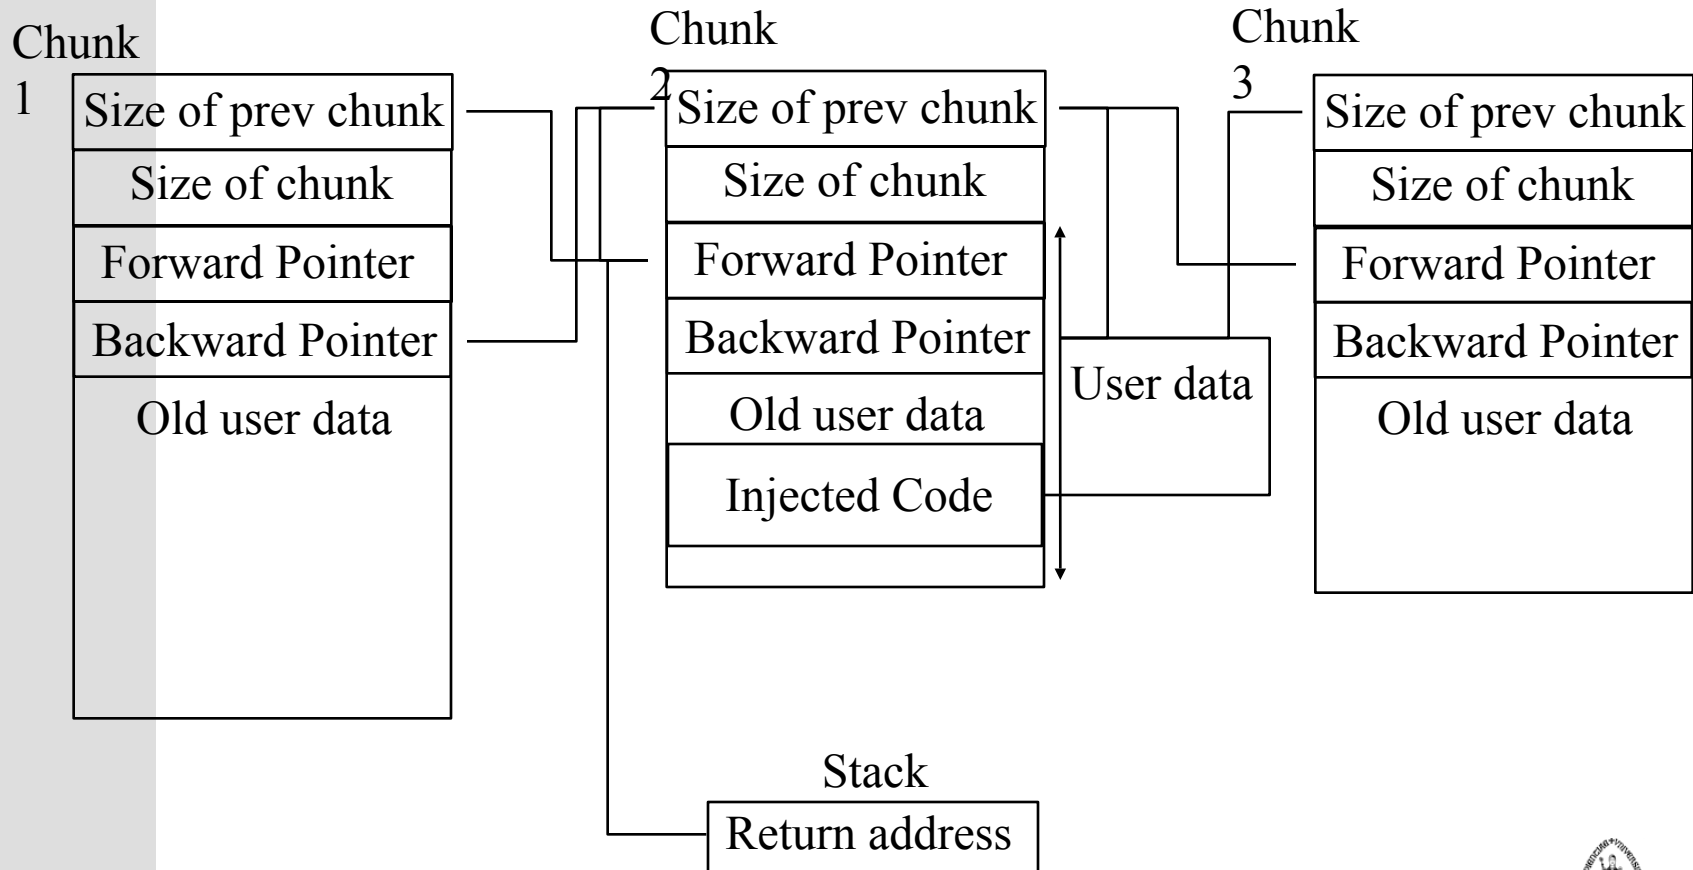 Chunk
1
Size of prev chunk
Size of chunk
Forward Pointer
Backward Pointer
Old user data
Chunk
2
Size of prev chunk
Size of chunk
Forward Pointer
Backward Pointer
Old user data
Injected Code
User data
Chunk
3
Size of prev chunk
Size of chunk
Forward Pointer
Backward Pointer
Old user data
Stack
Return address